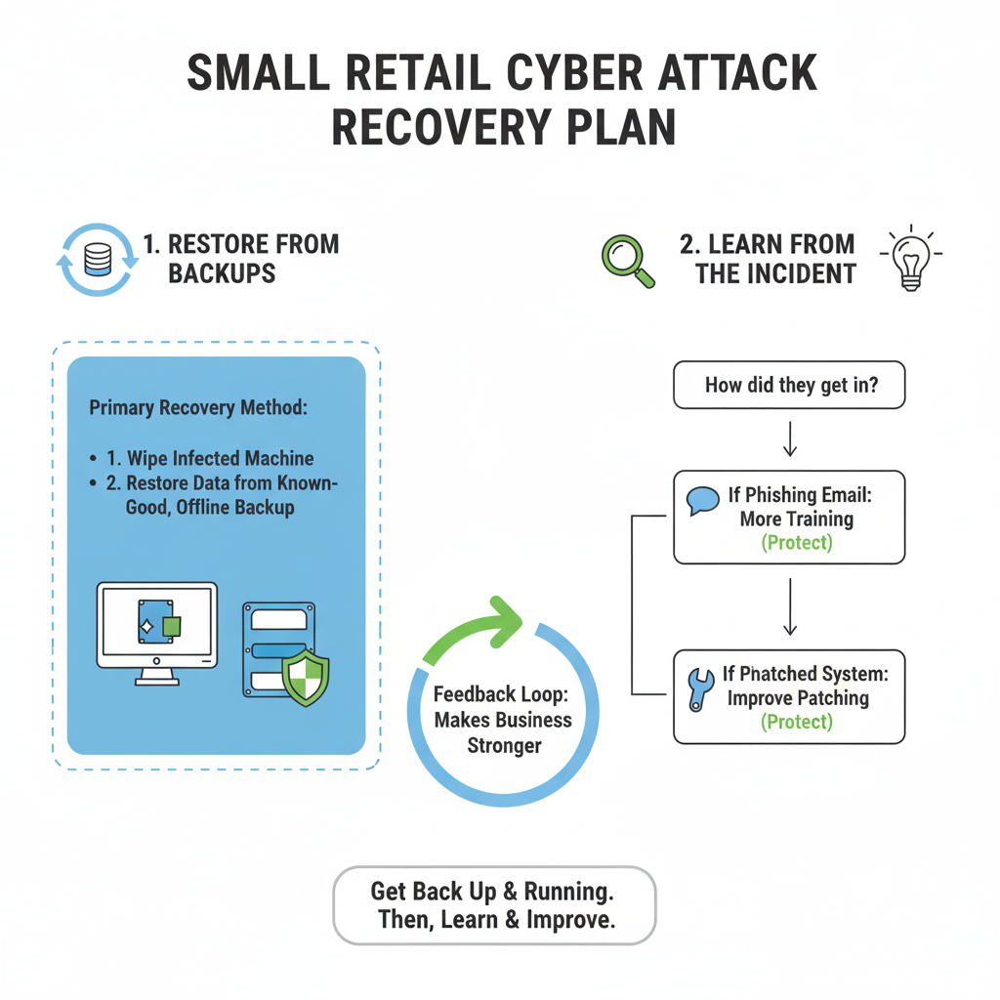 SMALL RETAIL CYBER ATTACK
RECOVERY PLAN
1. RESTORE FROM
BACKUPS
Primary Recovery Method:
• 1. Wipe Infected Machine
• 2. Restore Data from Known-
Good, Offline Backup
2. LEARN FROM
THE INCIDENT
How did they get in?
If Phishing Email:
More Training
(Protect)
If Phatched System:
Improve Patching
(Protect)
Feedback Loop:
Makes Business
Stronger
Get Back Up & Running.
Then, Learn & Improve.